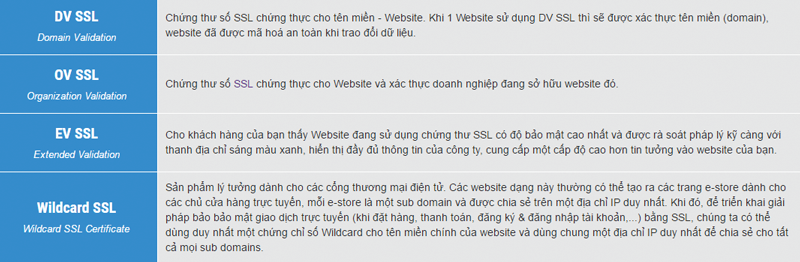 DV SSL
Domain Validation
Chứng thư số SSL chứng thực cho tên miền - Website. Khi 1 Website sử dụng DV SSL thì sẽ được xác thực tên miền (domain),
website đã được mã hoá an toàn khi trao đổi dữ liệu.
OV SSL
Organization Validation
Chứng thư số SSL chứng thực cho Website và xác thực doanh nghiệp đang sở hữu website đó.
EV SSL
Extended Validation
Cho khách hàng của bạn thấy Website đang sử dụng chứng thư SSL có độ bảo mật cao nhất và được rà soát pháp lý kỹ càng với
thanh địa chỉ sáng màu xanh, hiển thị đầy đủ thông tin của công ty, cung cấp một cấp độ cao hơn tin tưởng vào website của bạn.
Wildcard SSL
Wildcard SSL Certificate
Sản phẩm lý tưởng dành cho các cổng thương mại điện tử. Các website dạng này thường có thể tạo ra các trang e-store dành cho
các chủ cửa hàng trực tuyến, mỗi e-store là một sub domain và được chia sẻ trên một địa chỉ IP duy nhất. Khi đó, để triển khai giải
pháp bảo bảo mật giao dịch trực tuyến (khi đặt hàng, thanh toán, đăng ký & đăng nhập tài khoản,...) bằng SSL, chúng ta có thể
dùng duy nhất một chứng chỉ số Wildcard cho tên miền chính của website và dùng chung một địa chỉ IP duy nhất để chia sẻ cho tất
cả mọi sub domains.